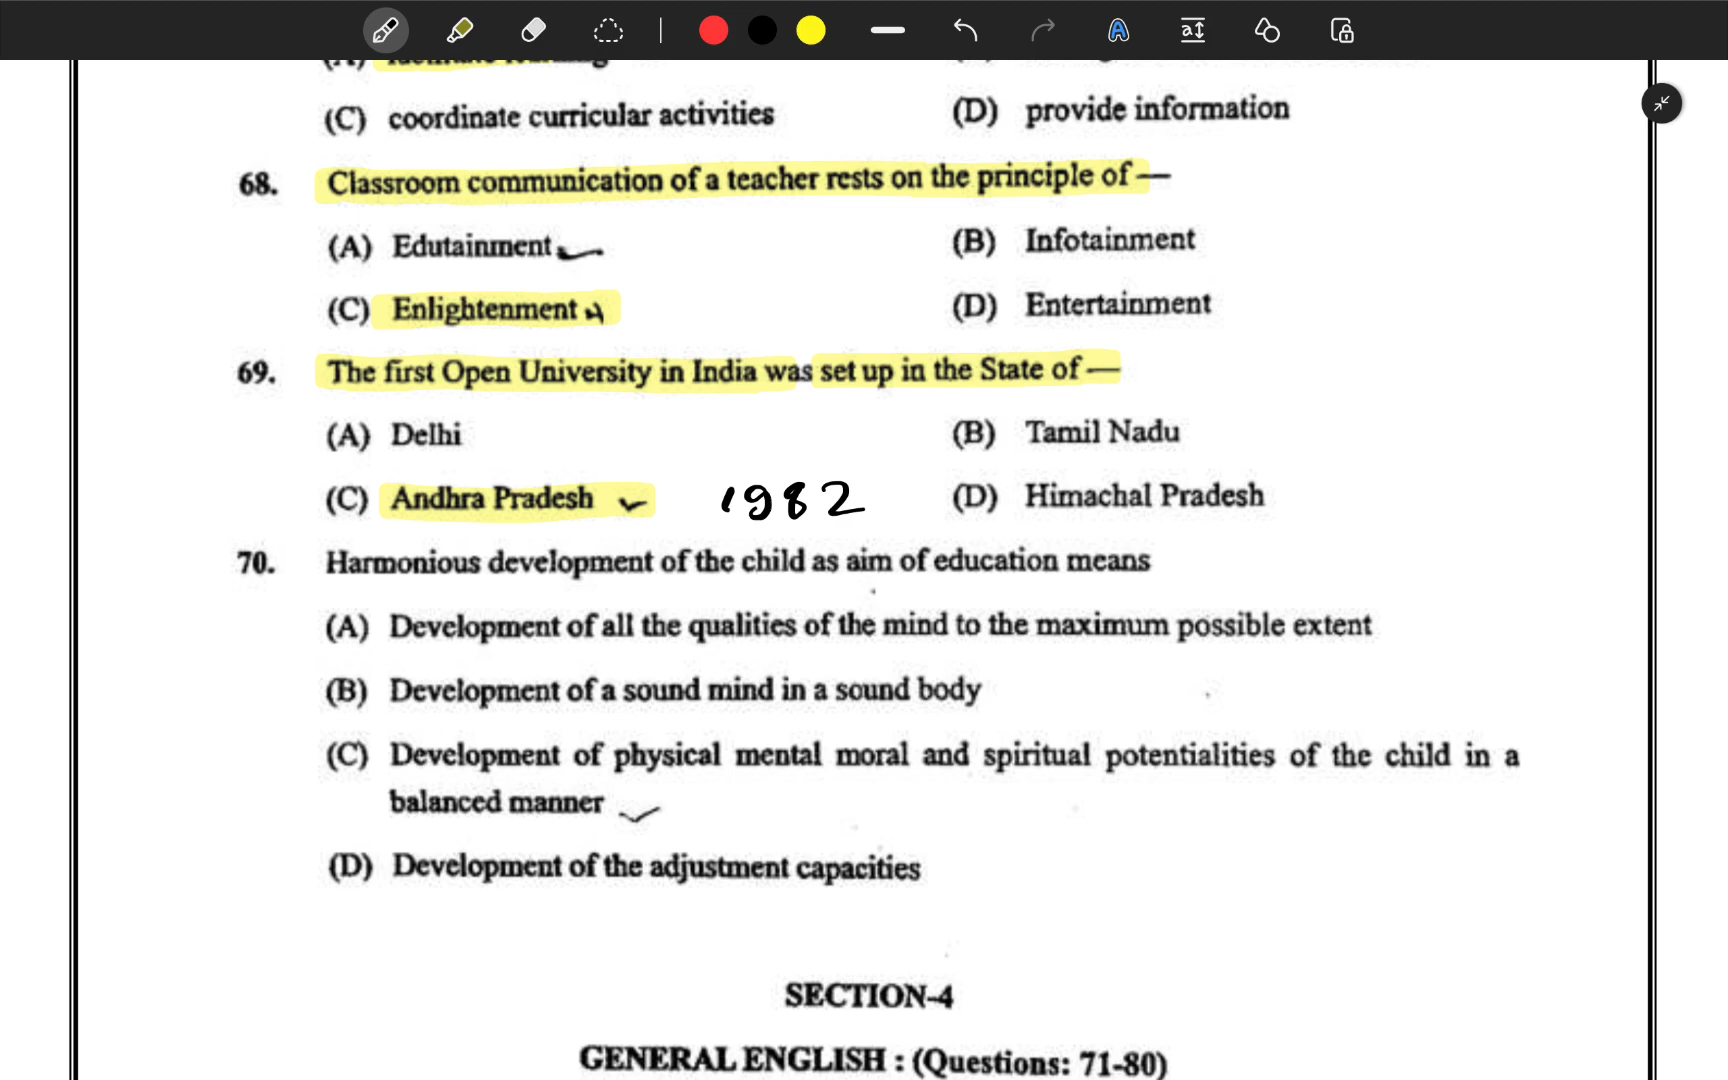 (C) coordinate curricular activities (D) provide information
68. Classroom communication of a teacher rests on the principle of —
(A) Edutainment (B) Infotainment
(C) Enlightenment (D) Entertainment
69. The first Open University in India was set up in the State of —
(A) Delhi (B) Tamil Nadu
(C) Andhra Pradesh 1982 (D) Himachal Pradesh
70. Harmonious development of the child as aim of education means
(A) Development of all the qualities of the mind to the maximum possible extent
(B) Development of a sound mind in a sound body
(C) Development of physical mental moral and spiritual potentialities of the child in a
balanced manner
(D) Development of the adjustment capacities
SECTION-4
GENERAL ENGLISH : (Questions: 71-80)